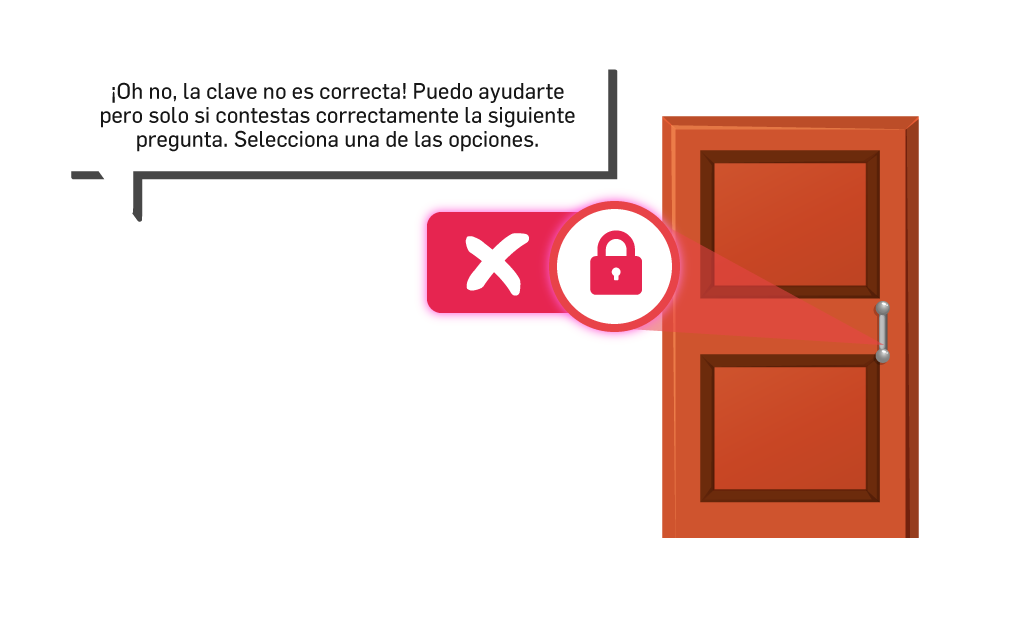 ¡Oh no, la clave no es correcta! Puedo ayudarte
pero solo si contestas correctamente la siguiente
pregunta. Selecciona una de las opciones.